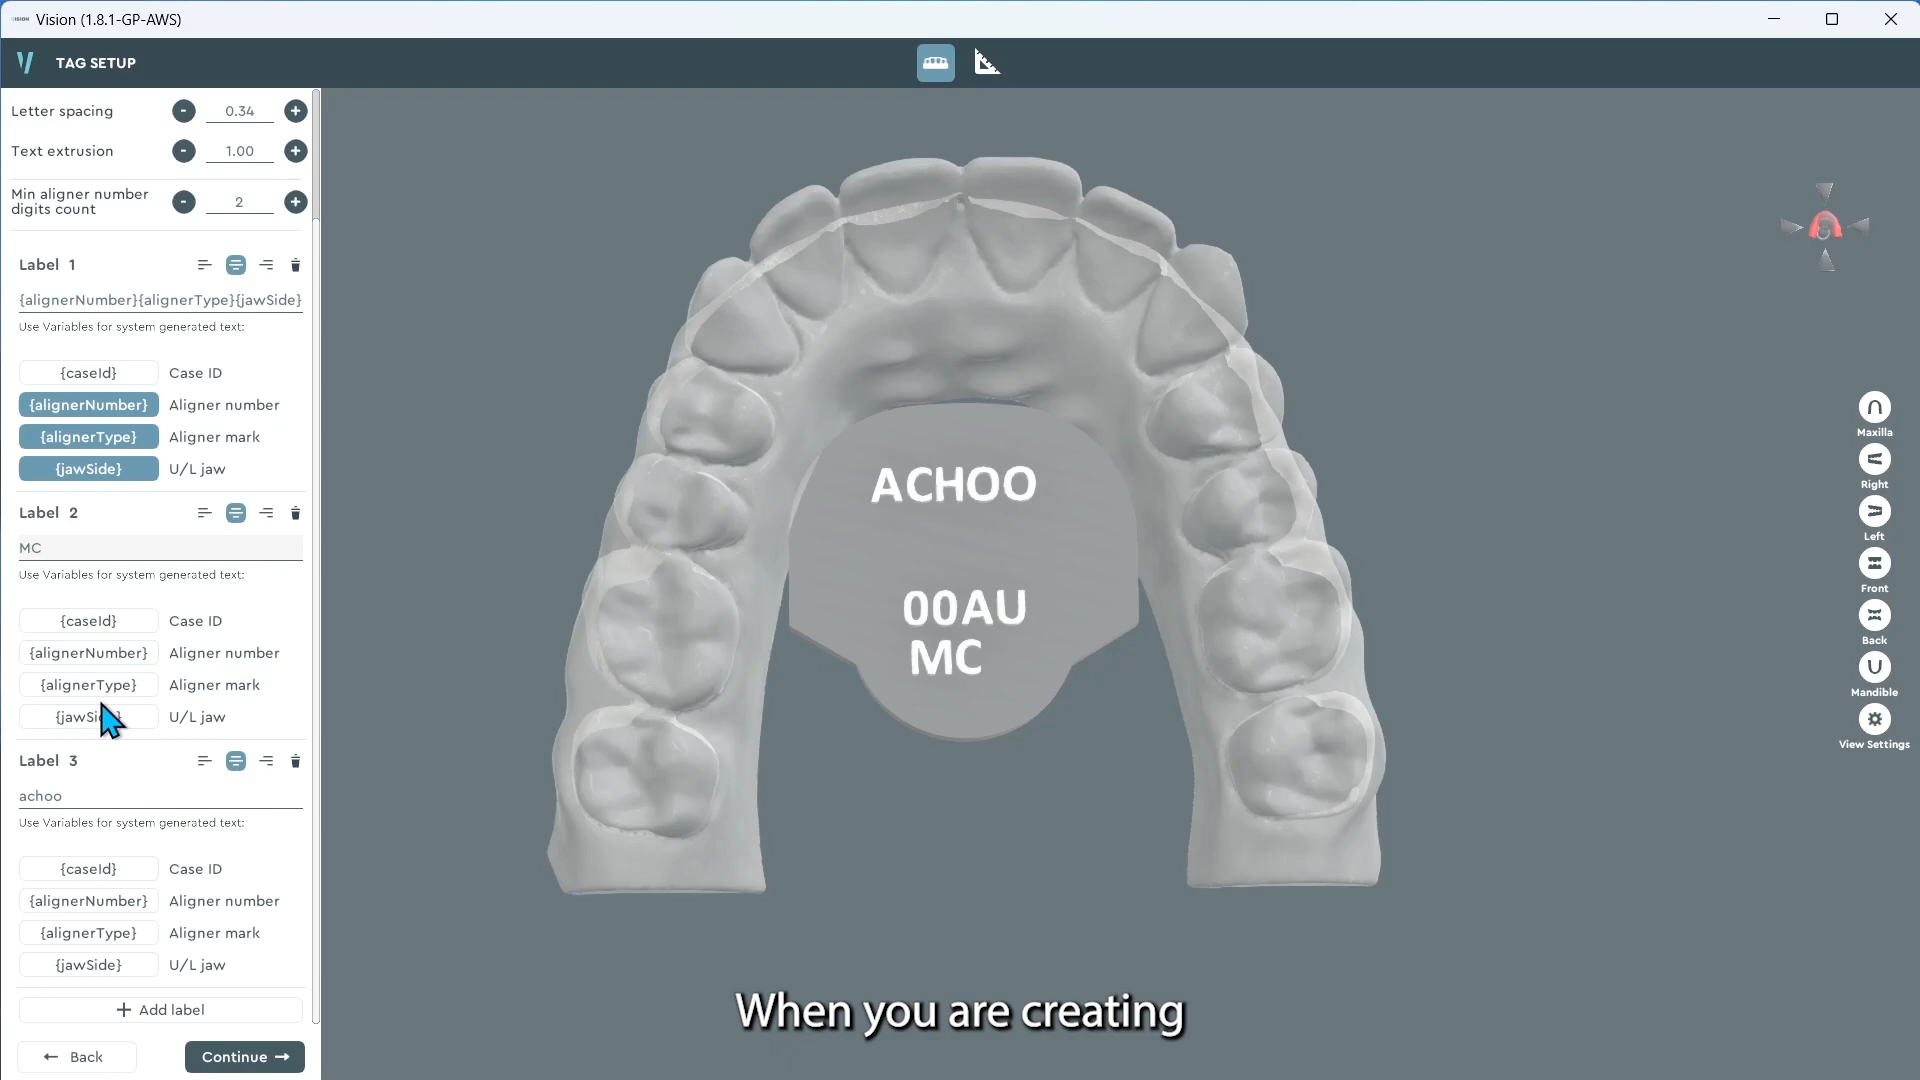 VISION Vision (1.8.1-GP-AWS)
TAG SETUP
Letter spacing - 0.34 +
Text extrusion - 1.00 +
Min aligner number
digits count - 2 +
Label 1
{alignerNumber}{alignerType}{jawSide}
Use Variables for system generated text:
{caseId} Case ID
{alignerNumber} Aligner number
{alignerType} Aligner mark
{jawSide} U/L jaw
Label 2
MC
Use Variables for system generated text:
{caseId} Case ID
{alignerNumber} Aligner number
{alignerType} Aligner mark
{jawSide} U/L jaw
Label 3
achoo
Use Variables for system generated text:
{caseId} Case ID
{alignerNumber} Aligner number
{alignerType} Aligner mark
{jawSide} U/L jaw
+ Add label
← Back
Continue →
ACHOO
00AU
MC
Maxilla
Right
Left
Front
Back
Mandible
View Settings
When you are creating